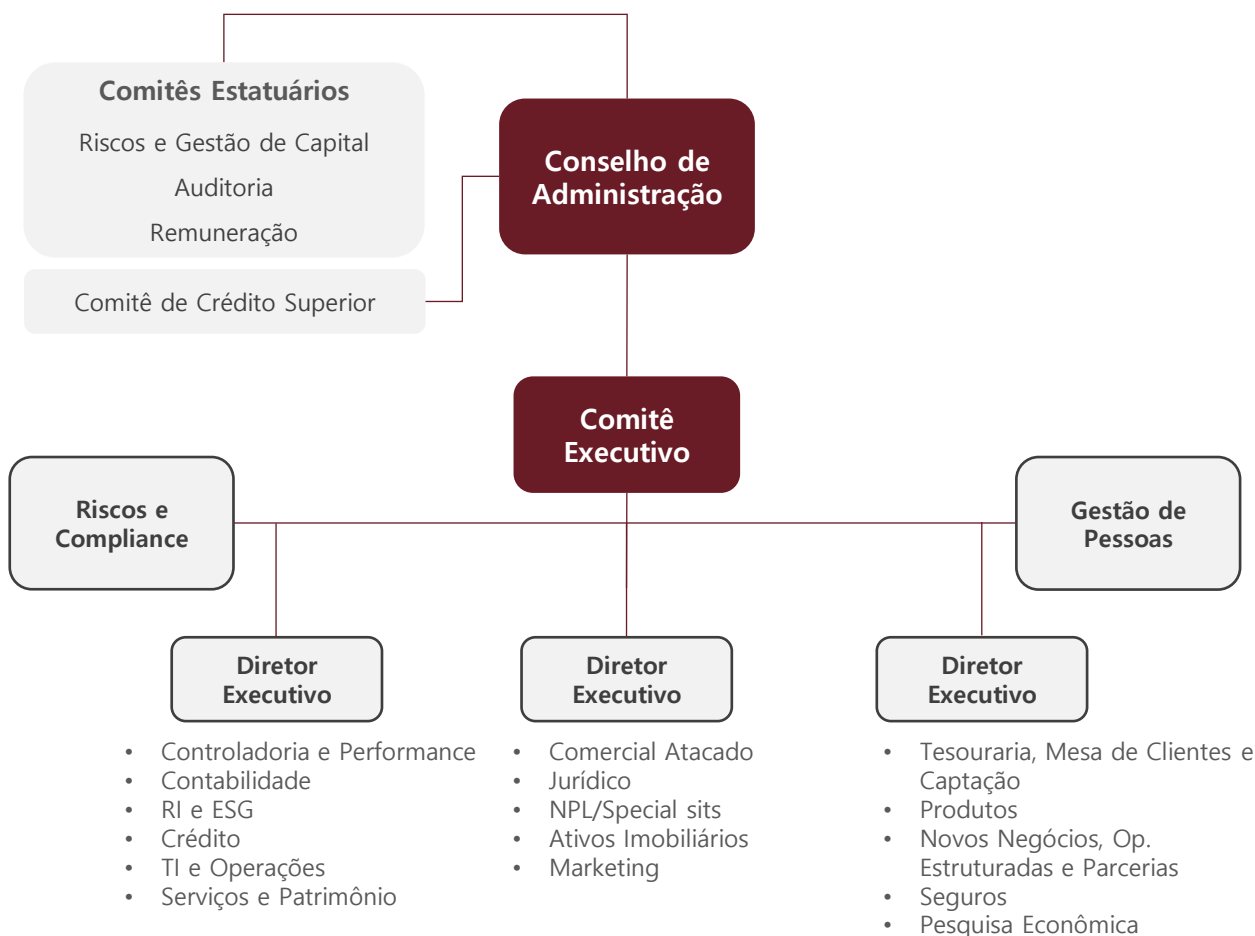 Comitês Estatuários
Riscos e Gestão de Capital
Auditoria
Remuneração
Comitê de Crédito Superior
Conselho de
Administração
Comitê
Executivo
Riscos e
Compliance
Gestão de
Pessoas
Diretor
Executivo
• Controladoria e Performance
• Contabilidade
• RI e ESG
• Crédito
• TI e Operações
• Serviços e Patrimônio
Diretor
Executivo
• Comercial Atacado
• Jurídico
• NPL/Special sits
• Ativos Imobiliários
• Marketing
Diretor
Executivo
• Tesouraria, Mesa de Clientes e
Captação
• Produtos
• Novos Negócios, Op.
Estruturadas e Parcerias
• Seguros
• Pesquisa Econômica